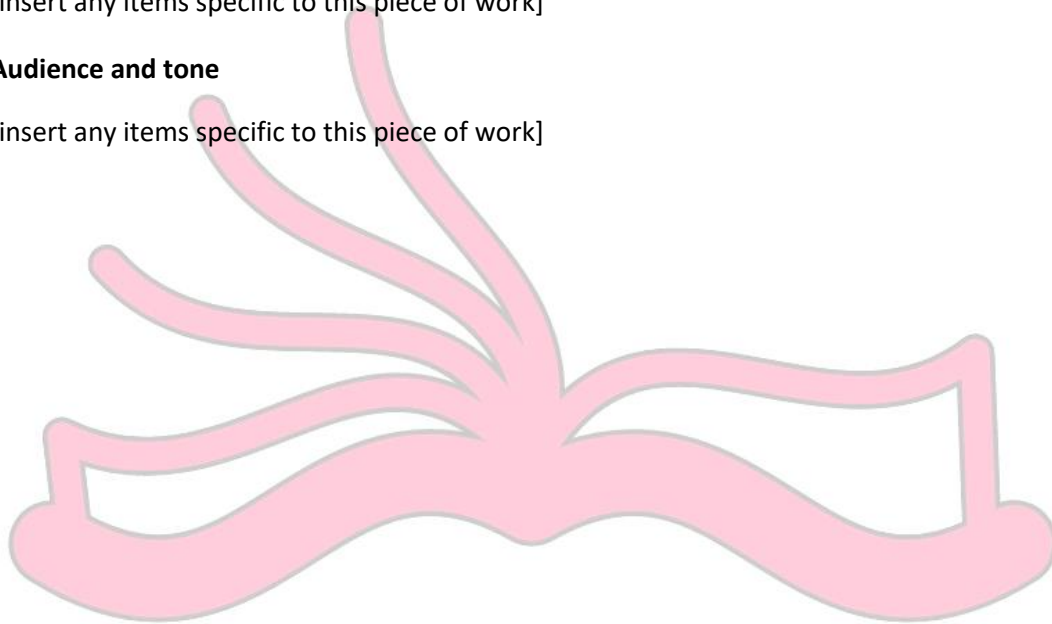 insert any items specific to this piece of work]
Audience and tone
insert any items specific to this piece of work]